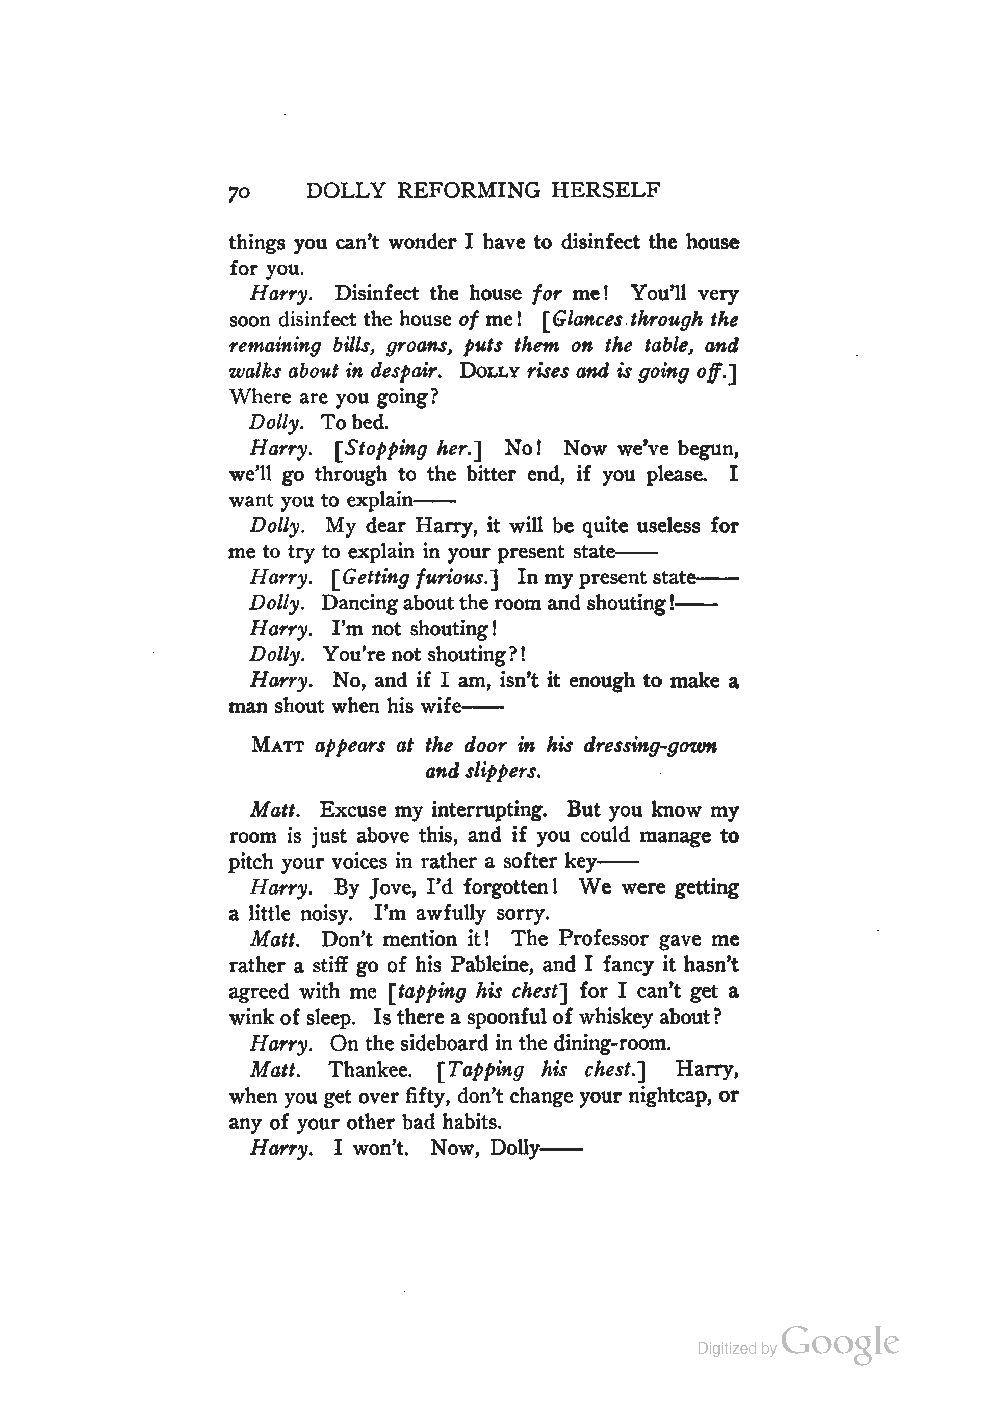 70 DOLLY REFORMING HERSELF
things you can't wonder I have to disinfect the house
for you.
Harry. Disinfect the house for me! You'll very
soon disinfect the house of me! [Glances through the
remaining bills, groans, puts them on the table, and
walks about in despair. DOLLY rises and is going off.]
Where are you going?
Dolly. To bed.
Harry. [Stopping her.] No! Now we've begun,
we'll go through to the bitter end, if you please. I
want you to explain——
Dolly. My dear Harry, it will be quite useless for
me to try to explain in your present state——
Harry. [Getting furious.] In my present state——
Dolly. Dancing about the room and shouting!——
Harry. I'm not shouting!
Dolly. You're not shouting?!
Harry. No, and if I am, isn't it enough to make a
man shout when his wife——
MATT appears at the door in his dressing-gown
and slippers.
Matt. Excuse my interrupting. But you know my
room is just above this, and if you could manage to
pitch your voices in rather a softer key——
Harry. By Jove, I'd forgotten! We were getting
a little noisy. I'm awfully sorry.
Matt. Don't mention it! The Professor gave me
rather a stiff go of his Pableine, and I fancy it hasn't
agreed with me [tapping his chest] for I can't get a
wink of sleep. Is there a spoonful of whiskey about?
Harry. On the sideboard in the dining-room.
Matt. Thankee. [Tapping his chest.] Harry,
when you get over fifty, don't change your nightcap, or
any of your other bad habits.
Harry. I won't. Now, Dolly——
Digitized by Google